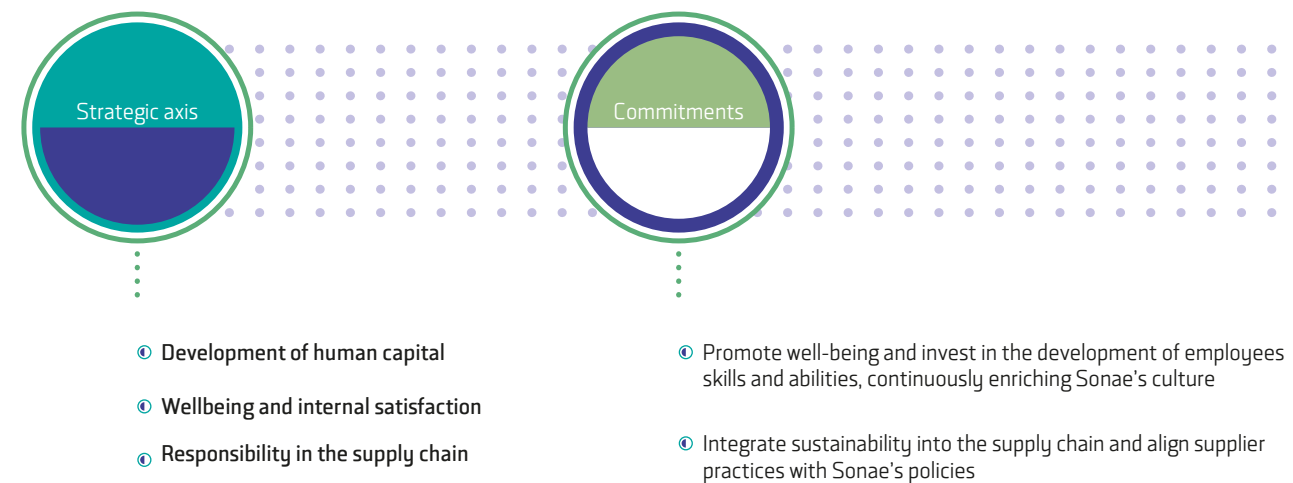 Strategic axis
Commitments
Development of human capital
Wellbeing and internal satisfaction
Responsibility in the supply chain
Promote well-being and invest in the development of employees
skills and abilities, continuously enriching Sonae's culture
Integrate sustainability into the supply chain and align supplier
practices with Sonae's policies